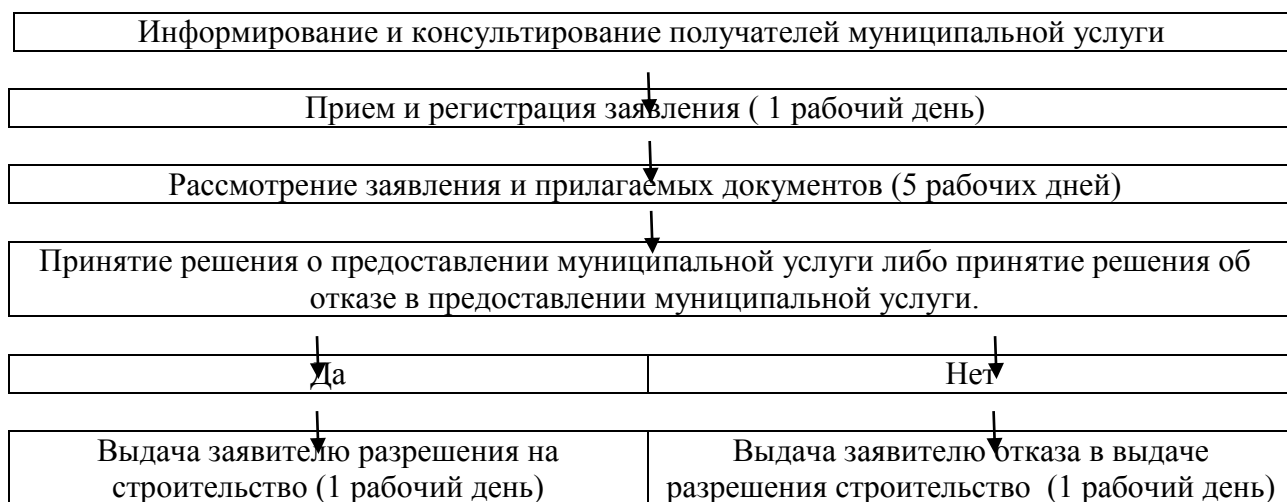 Информирование и консультирование получателей муниципальной услуги
Прием и регистрация заявления ( 1 рабочий день)
Рассмотрение заявления и прилагаемых документов (5 рабочих дней)
Принятие решения о предоставлении муниципальной услуги либо принятие решения об
отказе в предоставлении муниципальной услуги.
Да
Нет
Выдача заявителю разрешения на
строительство (1 рабочий день)
Выдача заявителю отказа в выдаче
разрешения строительство (1 рабочий день)